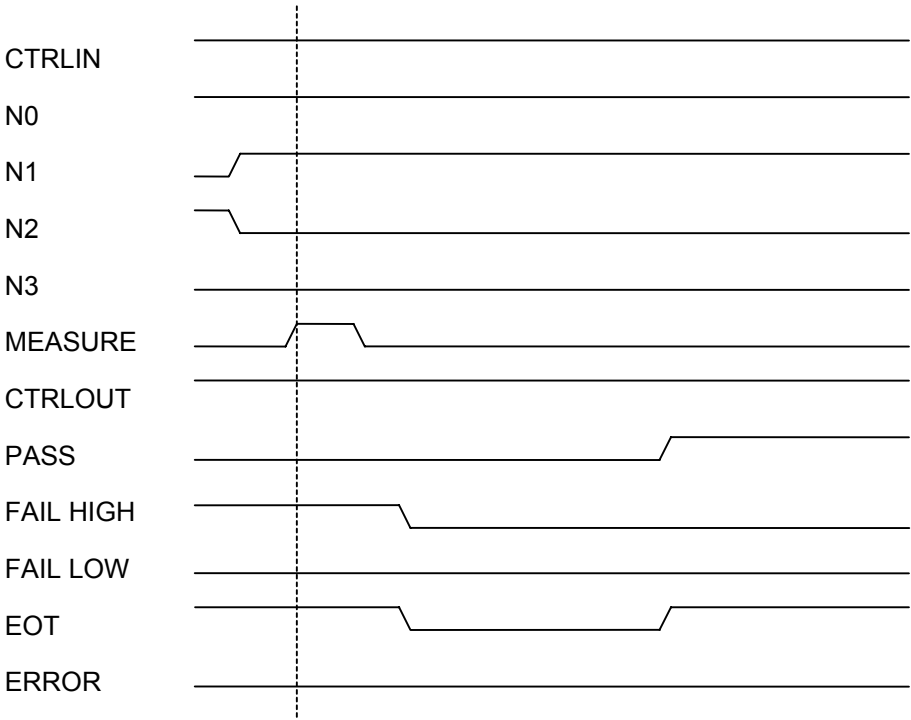 CTRLIN
N0
N1
N2
N3
MEASURE
CTRLOUT
PASS
FAIL HIGH
FAIL LOW
EOT
ERROR